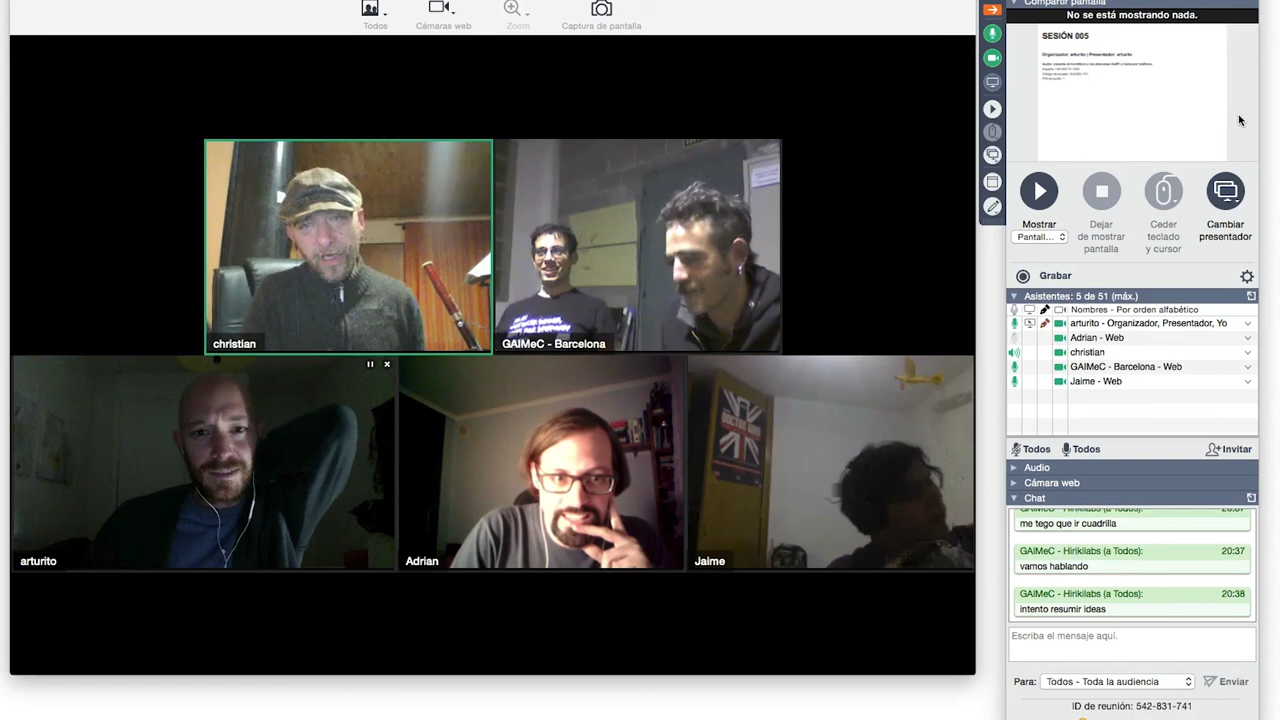 Todos
Cámaras web
Zoom
Captura de pantalla
christian
GAIMeC - Barcelona
arturito
Adrian
Jaime
Compartir pantalla
No se está mostrando nada.
SESIÓN 005
Organizador: arturito | Presentador: arturito
Mostrar
Pantall...
Dejar
de mostrar
pantalla
Ceder
teclado
y cursor
Cambiar
presentador
Grabar
Asistentes: 5 de 51 (máx.)
Nombres - Por orden alfabético
arturito - Organizador, Presentador, Yo
Adrian - Web
christian
GAIMeC - Barcelona - Web
Jaime - Web
Todos
Todos
Invitar
Audio
Cámara web
Chat
GAIMeC - Hirikilabs (a Todos): 20:37
me tego que ir cuadrilla
GAIMeC - Hirikilabs (a Todos): 20:37
vamos hablando
GAIMeC - Hirikilabs (a Todos): 20:38
intento resumir ideas
Escriba el mensaje aquí.
Para: Todos - Toda la audiencia Enviar
ID de reunión: 542-831-741